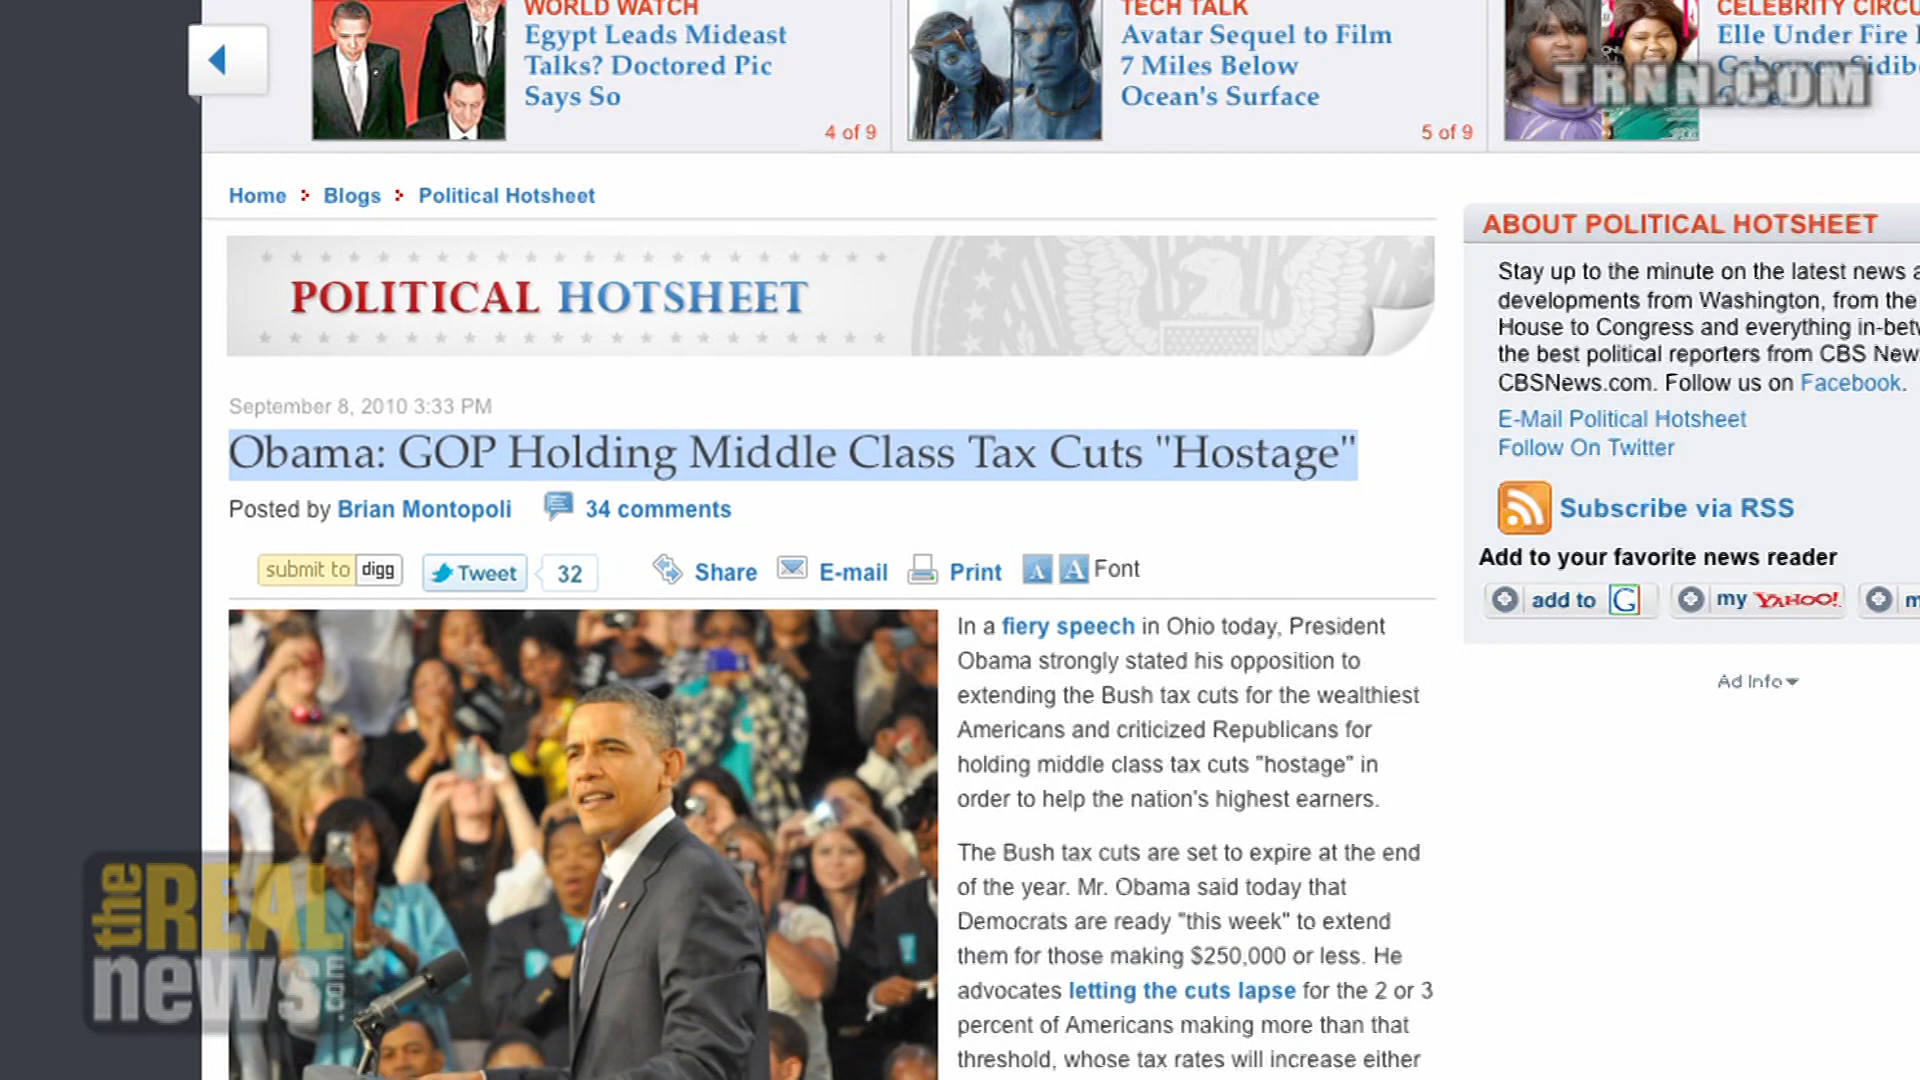 WORLD WATCH
Egypt Leads Mideast
Talks? Doctored Pic
Says So
4 of 9
TECH TALK
Avatar Sequel to Film
7 Miles Below
Ocean's Surface
5 of 9
CELEBRITY CIRCU
Elle Under Fire
TRNN.COM
Home
Blogs
Political Hotsheet
POLITICAL HOTSHEET
September 8, 2010 3:33 PM
Obama: GOP Holding Middle Class Tax Cuts "Hostage"
Posted by Brian Montopoli
34 comments
submit to digg
Tweet
32
Share
E-mail
Print
A
A
Font
In a fiery speech in Ohio today, President
Obama strongly stated his opposition to
extending the Bush tax cuts for the wealthiest
Americans and criticized Republicans for
holding middle class tax cuts "hostage" in
order to help the nation's highest earners.
The Bush tax cuts are set to expire at the end
of the year. Mr. Obama said today that
Democrats are ready "this week" to extend
them for those making $250,000 or less. He
advocates letting the cuts lapse for the 2 or 3
percent of Americans making more than that
threshold, whose tax rates will increase either
ABOUT POLITICAL HOTSHEET
Stay up to the minute on the latest news a
developments from Washington, from the
House to Congress and everything in-betw
the best political reporters from CBS New
CBSNews.com. Follow us on Facebook.
E-Mail Political Hotsheet
Follow On Twitter
Subscribe via RSS
Add to your favorite news reader
add to G
my YAHOO!
m
Ad Info
the REAL
news.com